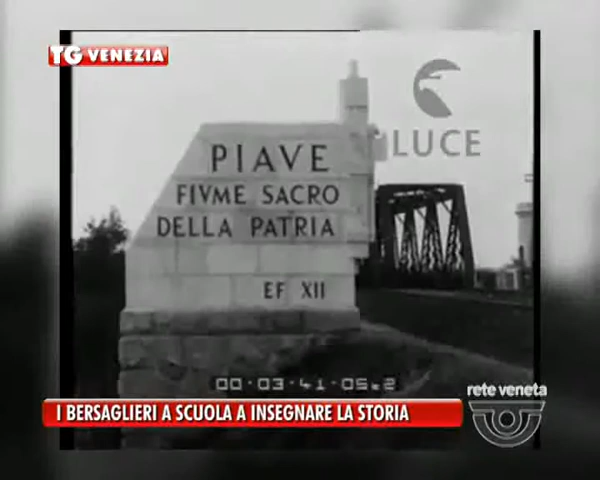 TG VENEZIA
LUCE
PIAVE
FIVME SACRO
DELLA PATRIA
EF XII
00.03.41.05.2
rete veneta
I BERSAGLIERI A SCUOLA A INSEGNARE LA STORIA